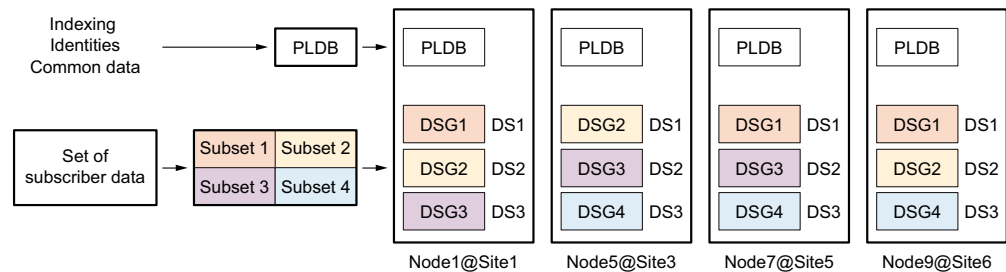 Indexing
Identities
Common data
PLDB
PLDB
PLDB
PLDB
PLDB
Set of
subscriber data
Subset 1
Subset 2
Subset 3
Subset 4
DSG1 DS1
DSG2 DS2
DSG3 DS3
Node1@Site1
DSG2 DS1
DSG3 DS2
DSG4 DS3
Node5@Site3
DSG1 DS1
DSG3 DS2
DSG4 DS3
Node7@Site5
DSG1 DS1
DSG2 DS2
DSG4 DS3
Node9@Site6